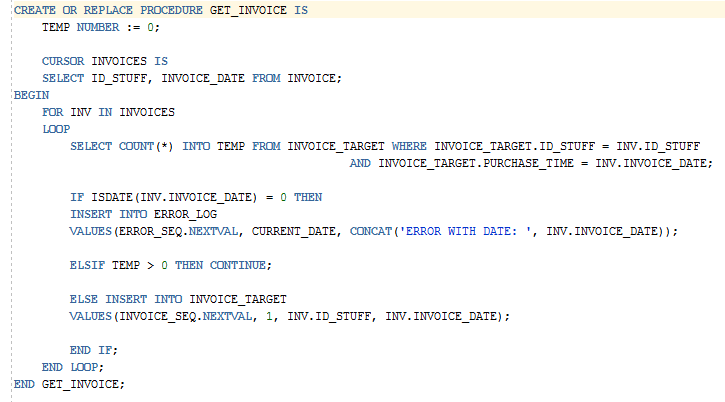 CREATE OR REPLACE PROCEDURE GET_INVOICE IS
TEMP NUMBER := 0;
CURSOR INVOICES IS
SELECT ID_STUFF, INVOICE_DATE FROM INVOICE;
BEGIN
FOR INV IN INVOICES
LOOP
SELECT COUNT(*) INTO TEMP FROM INVOICE_TARGET WHERE INVOICE_TARGET.ID_STUFF = INV.ID_STUFF
AND INVOICE_TARGET.PURCHASE_TIME = INV.INVOICE_DATE;
IF ISDATE(INV.INVOICE_DATE) = 0 THEN
INSERT INTO ERROR_LOG
VALUES(ERROR_SEQ.NEXTVAL, CURRENT_DATE, CONCAT('ERROR WITH DATE: ', INV.INVOICE_DATE));
ELSIF TEMP > 0 THEN CONTINUE;
ELSE INSERT INTO INVOICE_TARGET
VALUES(INVOICE_SEQ.NEXTVAL, 1, INV.ID_STUFF, INV.INVOICE_DATE);
END IF;
END LOOP;
END GET_INVOICE;